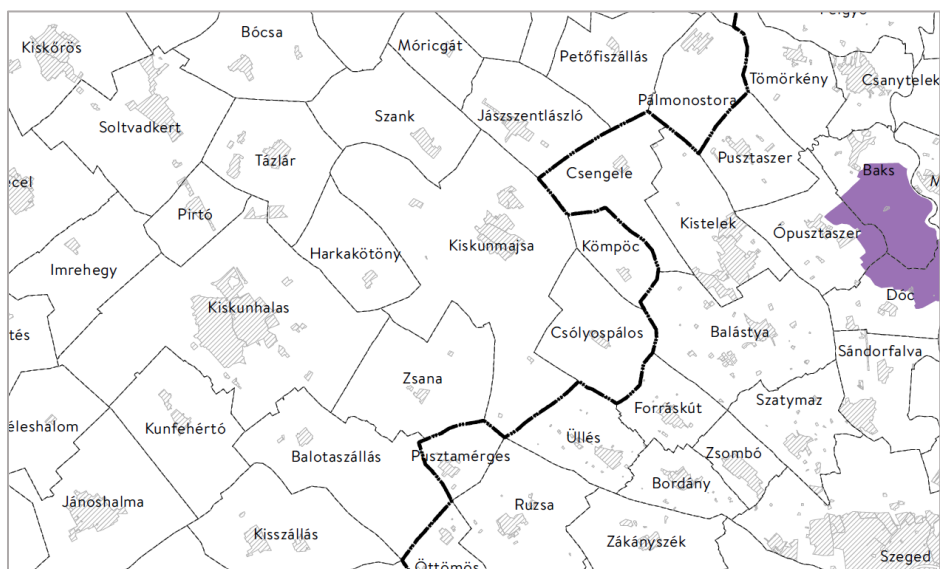 Bócsa
Kiskőrös
Móricgát
Petőfiszállás
Tömörkény
Csanytelek
Pálmonostora
Soltvadkert
Szank
Jászszentlászló
Tázlár
Pusztaszer
Csengele
Baks
ecel
Pirtó
Kistelek
Ópusztaszer
Kiskunmajsa
Kömpöc
Harkakötöny
Imrehegy
Dóc
Kiskunhalas
tés
Csólyospálos
Balástya
Sándorfalva
Zsana
Szatymaz
Forráskút
éleshalom
Kunfehértó
Üllés
Balotaszállás
Pusztamérges
Zsombó
Bordány
Jánoshalma
Ruzsa
Kisszállás
Zákányszék
Szeged
Öttömös